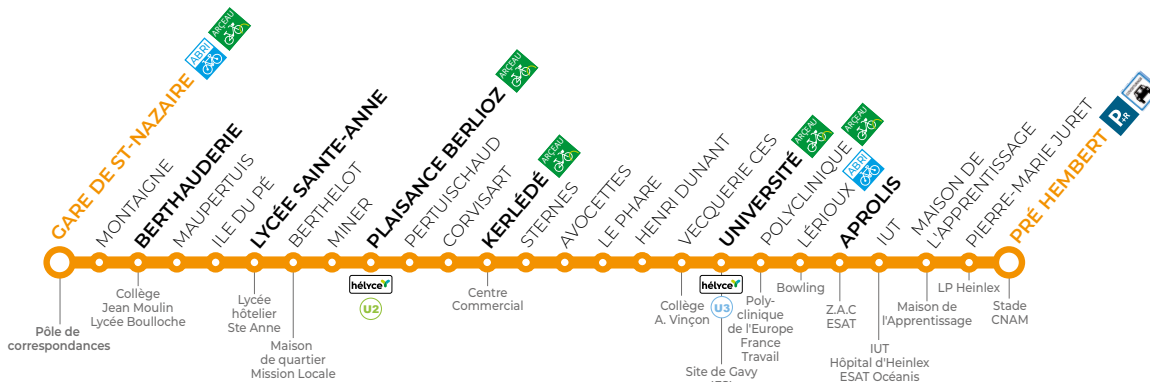 GARE DE ST-NAZAIRE
ABRI
ARCEAU
MONTAIGNE
BERTHAUDERIE
MAUPERTUIS
ILE DU PÉ
LYCÉE SAINTE-ANNE
BERTHELOT
MINIER
PLAISANCE BERLIOZ
ARCEAU
PERTUISCHAUD
CORVISART
KERLÉDÉ
ARCEAU
STERNES
AVOCETTES
LE PHARE
HENRI DUNANT
VECQUERIE CES
UNIVERSITÉ
ARCEAU
POLYCLINIQUE
ARCEAU
LÉRIOUX
ABRI
APROLIS
IUT
MAISON DE
L'APPRENTISSAGE
PIERRE-MARIE JURET
PRÉ HEMBERT
P+R
Pôle de
correspondances
Collège
Jean Moulin
Lycée Boulloche
Lycée
hôtelier
Ste Anne
Maison
de quartier
Mission Locale
hélyce
U2
Centre
Commercial
Collège
A. Vinçon
hélyce
U3
Site de Gavy
Poly-
clinique
de l'Europe
France
Travail
Bowling
Z.A.C
ESAT
IUT
Hôpital d'Heinlex
ESAT Océanis
Maison de
l'Apprentissage
LP Heinlex
Stade
CNAM